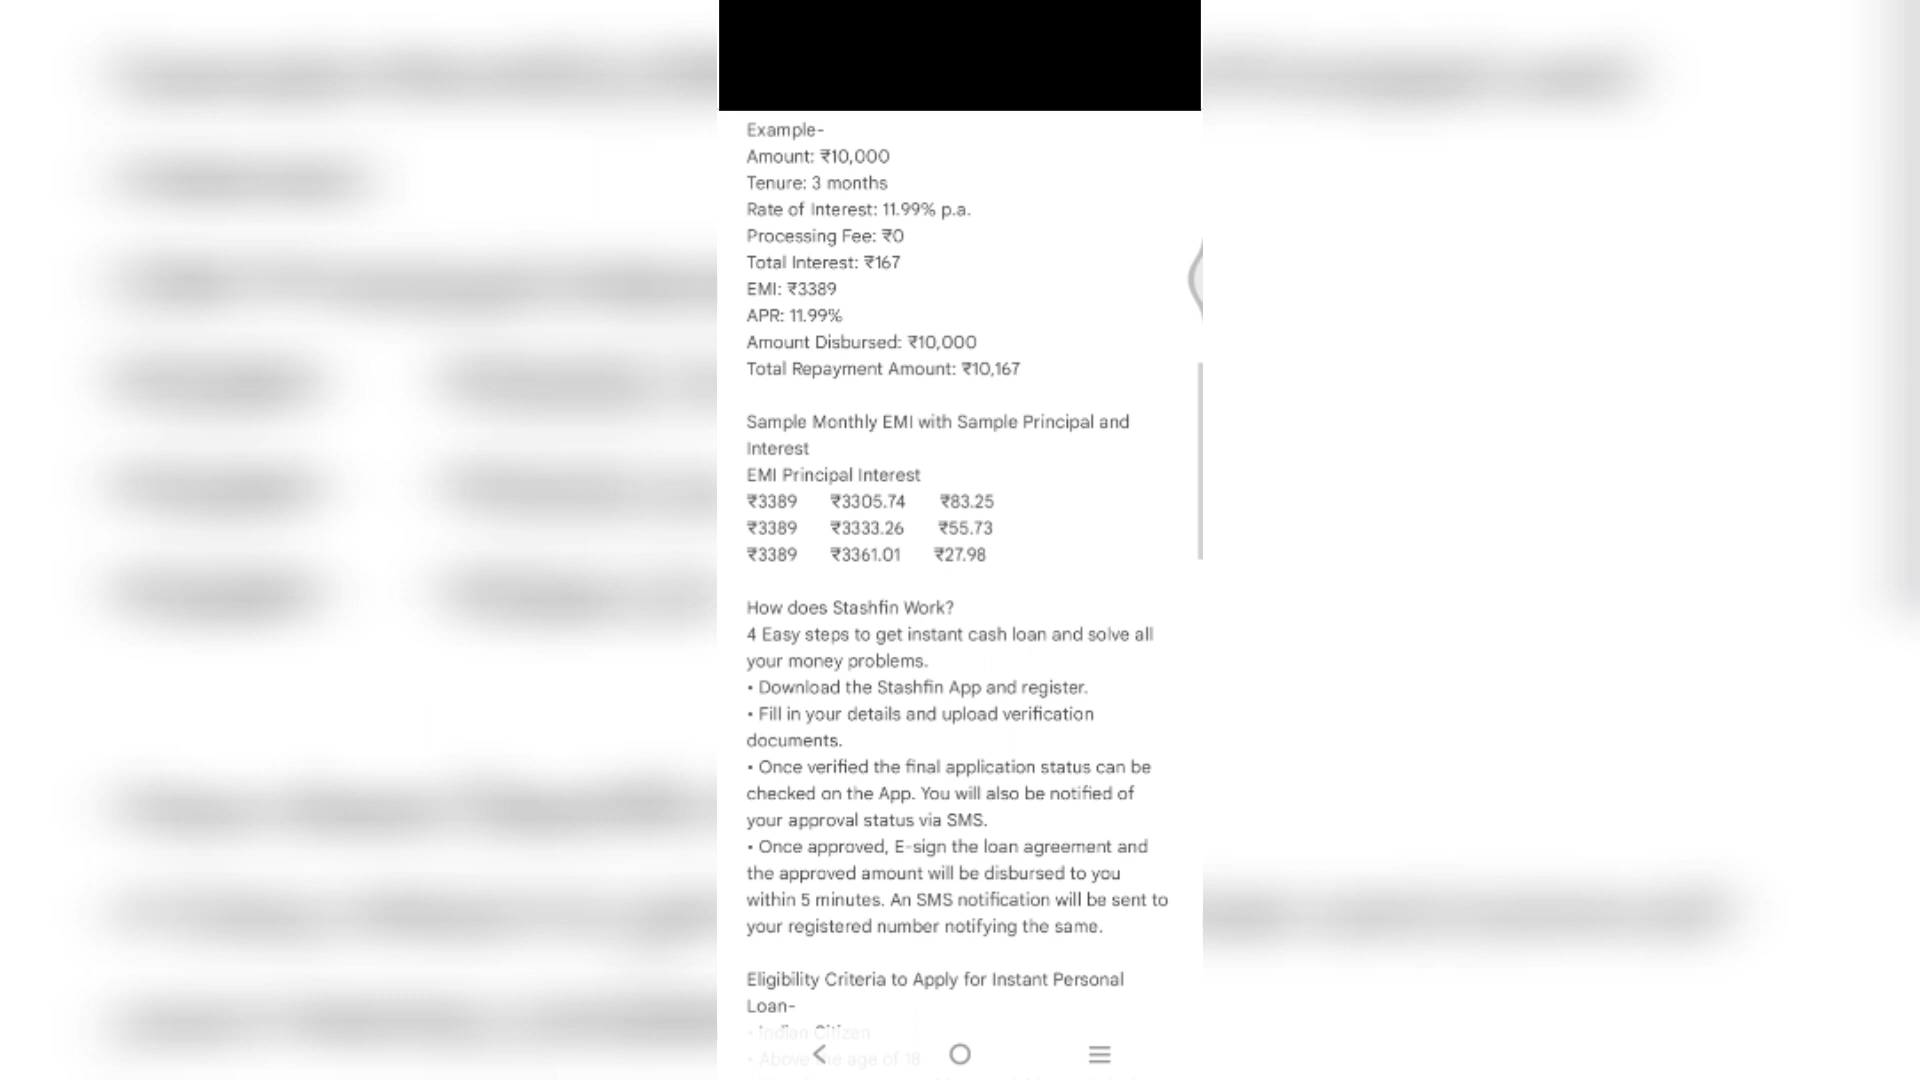 Example-
Amount: ₹10,000
Tenure: 3 months
Rate of Interest: 11.99% p.a.
Processing Fee: ₹0
Total Interest: ₹167
EMI: ₹3389
APR: 11.99%
Amount Disbursed: ₹10,000
Total Repayment Amount: ₹10,167
Sample Monthly EMI with Sample Principal and
Interest
EMI Principal Interest
₹3389 ₹3305.74 ₹83.25
₹3389 ₹3333.26 ₹55.73
₹3389 ₹3361.01 ₹27.98
How does Stashfin Work?
4 Easy steps to get instant cash loan and solve all
your money problems.
• Download the Stashfin App and register.
• Fill in your details and upload verification
documents.
• Once verified the final application status can be
checked on the App. You will also be notified of
your approval status via SMS.
• Once approved, E-sign the loan agreement and
the approved amount will be disbursed to you
within 5 minutes. An SMS notification will be sent to
your registered number notifying the same.
Eligibility Criteria to Apply for Instant Personal
Loan-
• Indian Citizen
• Above the age of 18